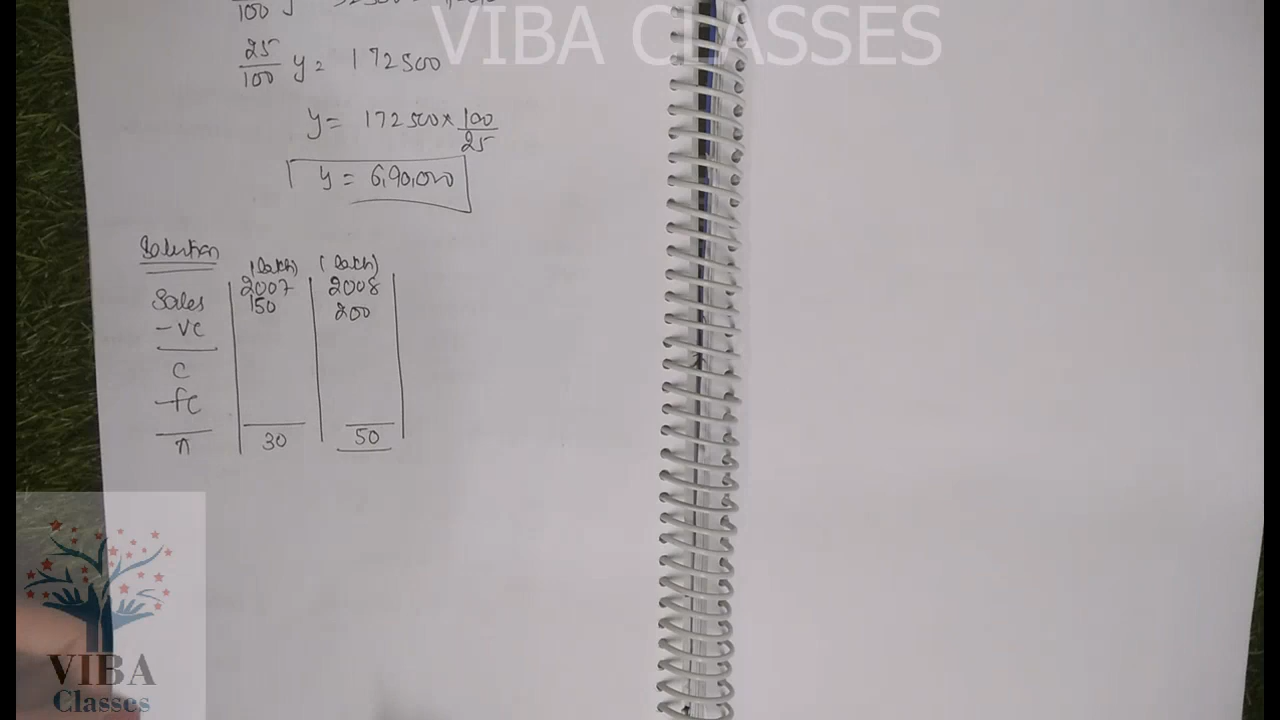 VIBA CLASSES
100
25/100 y = 172500
y = 172500 × 100/25
y = 6,90,000
Solution
(Lakh) (Lakh)
2007 2008
Sales 150 200
- VC
C
- FC
π 30 50
VIBA
Classes